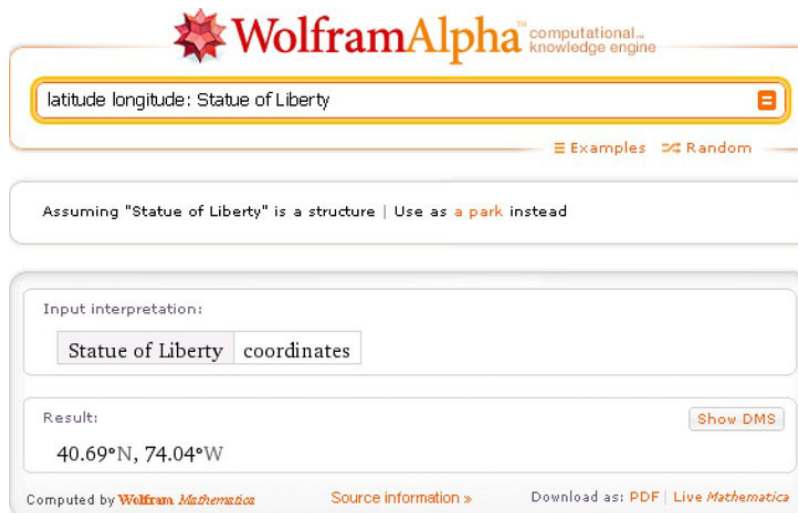 WolframAlpha™ computational... knowledge engine
latitude longitude: Statue of Liberty
Examples Random
Assuming "Statue of Liberty" is a structure | Use as a park instead
Input interpretation:
Statue of Liberty coordinates
Result: Show DMS
40.69°N, 74.04°W
Computed by Wolfram Mathematica Source information » Download as: PDF | Live Mathematica